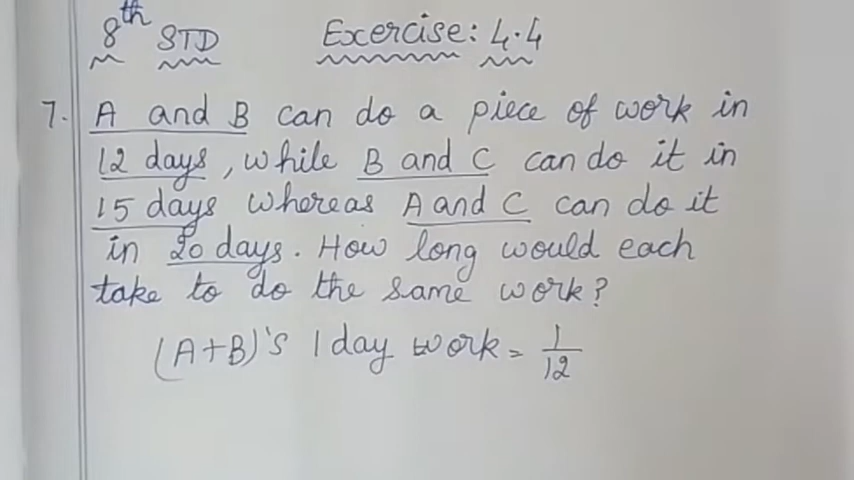 8th STD Exercise: 4.4
7. A and B can do a piece of work in
12 days, while B and C can do it in
15 days whereas A and C can do it
in 20 days. How long would each
take to do the same work?
(A+B)'s 1 day work = 1/12